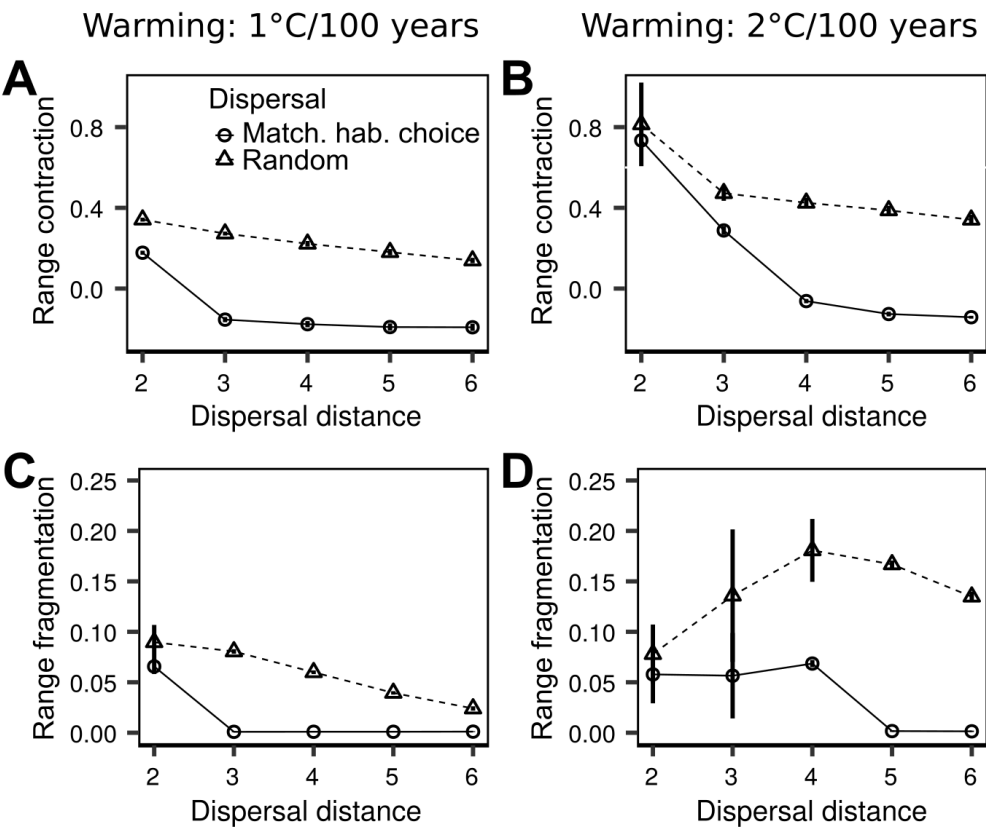 Warming: 1°C/100 years
Warming: 2°C/100 years
A
Range contraction
0.8
0.4
0.0
Dispersal
Match. hab. choice
Random
2 3 4 5 6
Dispersal distance
B
Range contraction
0.8
0.4
0.0
2 3 4 5 6
Dispersal distance
C
Range fragmentation
0.25
0.20
0.15
0.10
0.05
0.00
2 3 4 5 6
Dispersal distance
D
Range fragmentation
0.25
0.20
0.15
0.10
0.05
0.00
2 3 4 5 6
Dispersal distance